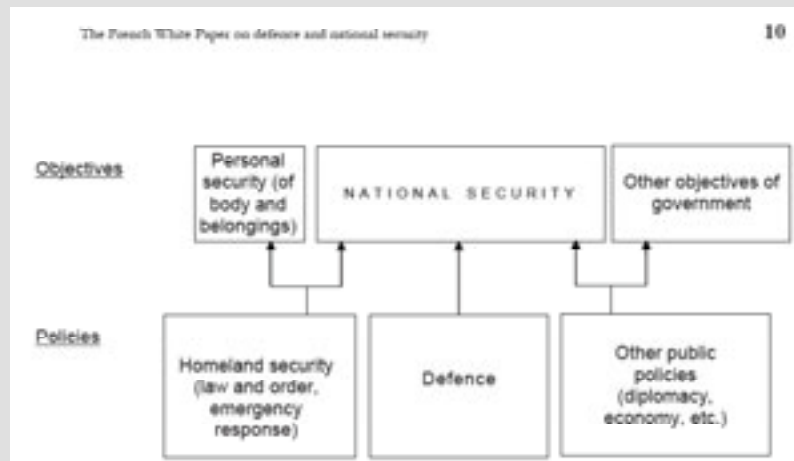 The French White Paper on defence and national security
10
Objectives
Personal
security (of
body and
belongings)
NATIONAL SECURITY
Other objectives of
government
Policies
Homeland security
(law and order,
emergency
response)
Defence
Other public
policies
(diplomacy,
economy, etc.)